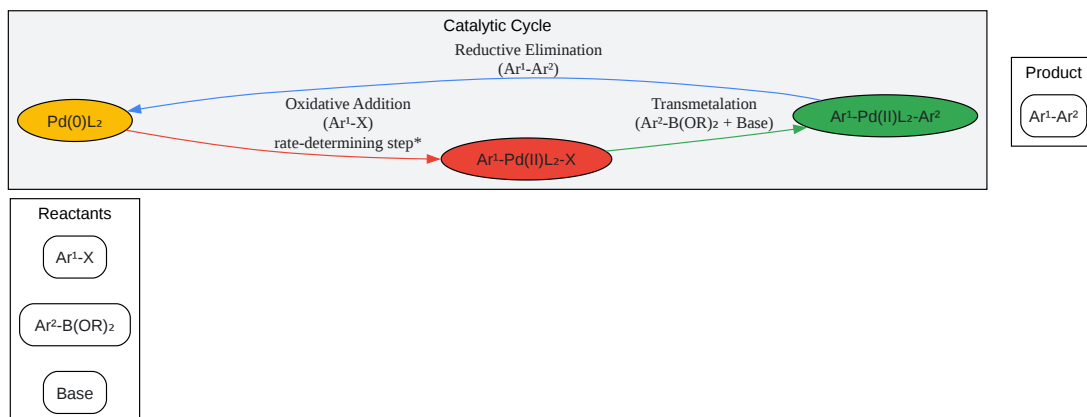 Catalytic Cycle
Reductive Elimination
(Ar¹-Ar²)
Pd(0)L₂
Oxidative Addition
(Ar¹-X)
rate-determining step*
Ar¹-Pd(II)L₂-X
Transmetalation
(Ar²-B(OR)₂ + Base)
Ar¹-Pd(II)L₂-Ar²
Product
Ar¹-Ar²
Reactants
Ar¹-X
Ar²-B(OR)₂
Base